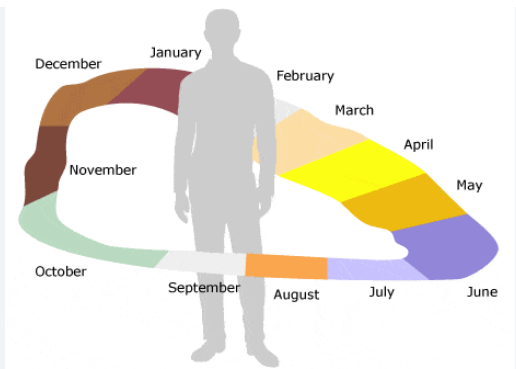 January
February
March
April
May
June
July
August
September
October
November
December